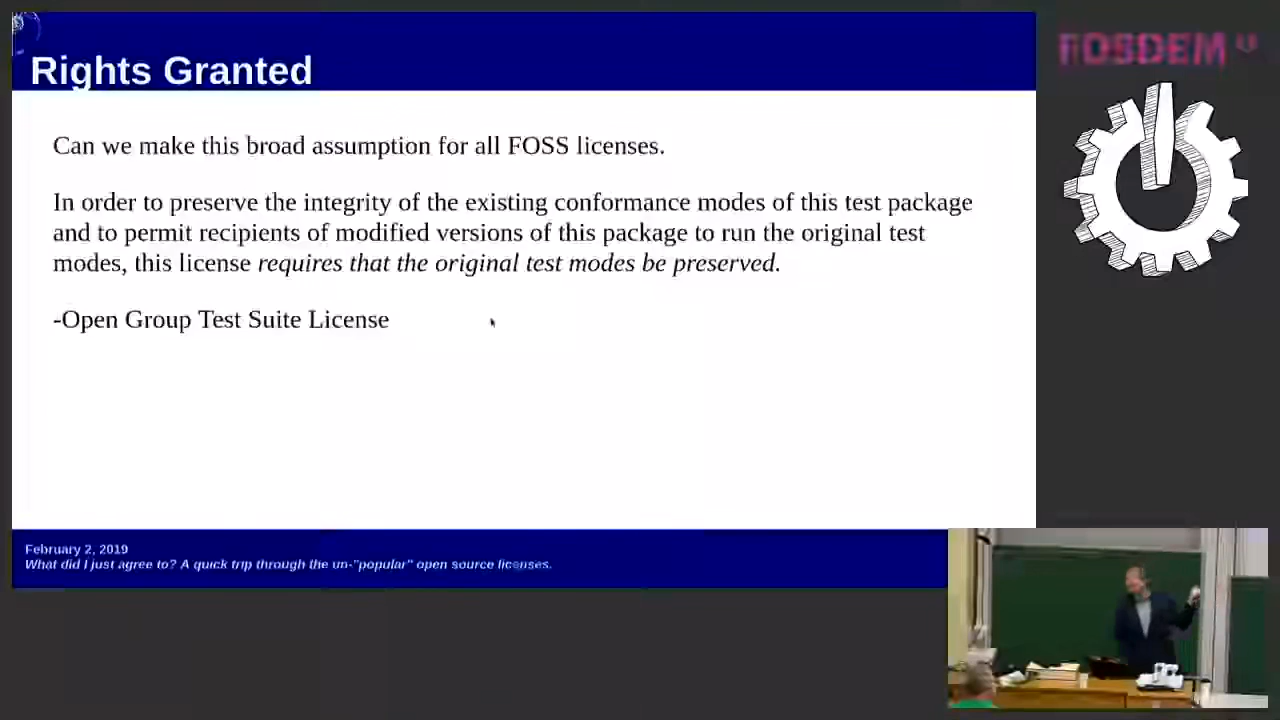 Rights Granted
FOSDEM
Can we make this broad assumption for all FOSS licenses.
In order to preserve the integrity of the existing conformance modes of this test package
and to permit recipients of modified versions of this package to run the original test
modes, this license requires that the original test modes be preserved.
-Open Group Test Suite License
February 2, 2019
What did I just agree to? A quick trip through the un-"popular" open source licenses.